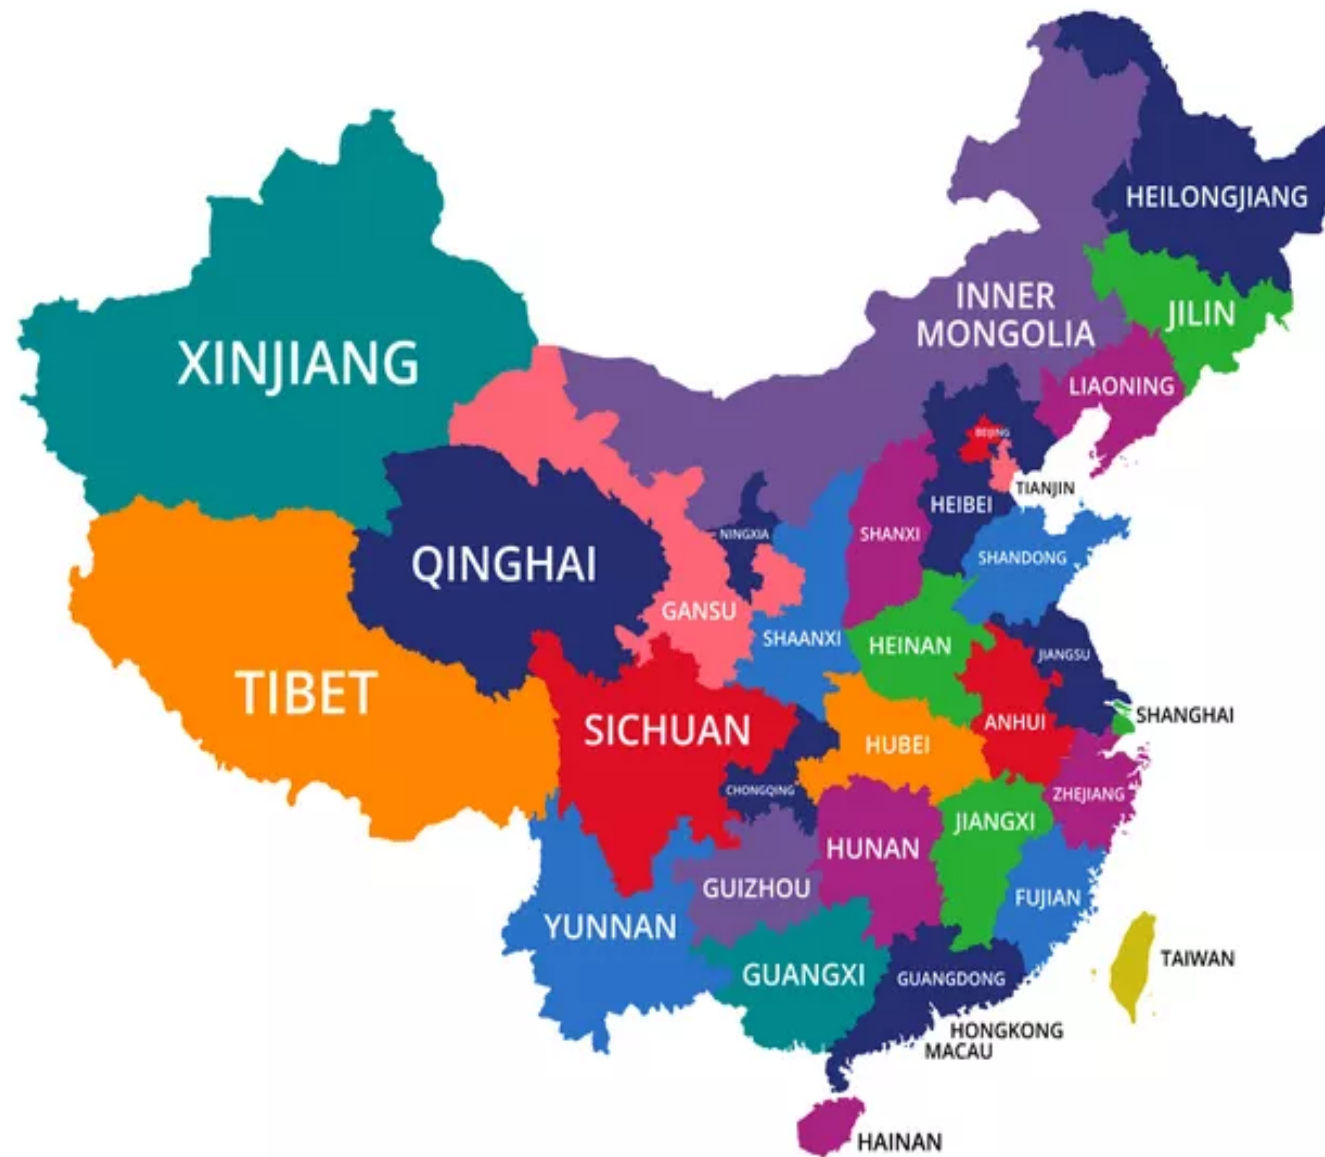 HEILONGJIANG
INNER
MONGOLIA
JILIN
XINJIANG
LIAONING
BEIJING
TIANJIN
HEIBEI
NINGXIA
SHANXI
SHANDONG
QINGHAI
GANSU
SHAANXI
HEINAN
JIANGSU
TIBET
SICHUAN
SHANGHAI
ANHUI
HUBEI
CHONGQING
ZHEJIANG
JIANGXI
HUNAN
GUIZHOU
FUJIAN
YUNNAN
TAIWAN
GUANGXI
GUANGDONG
HONGKONG
MACAU
HAINAN